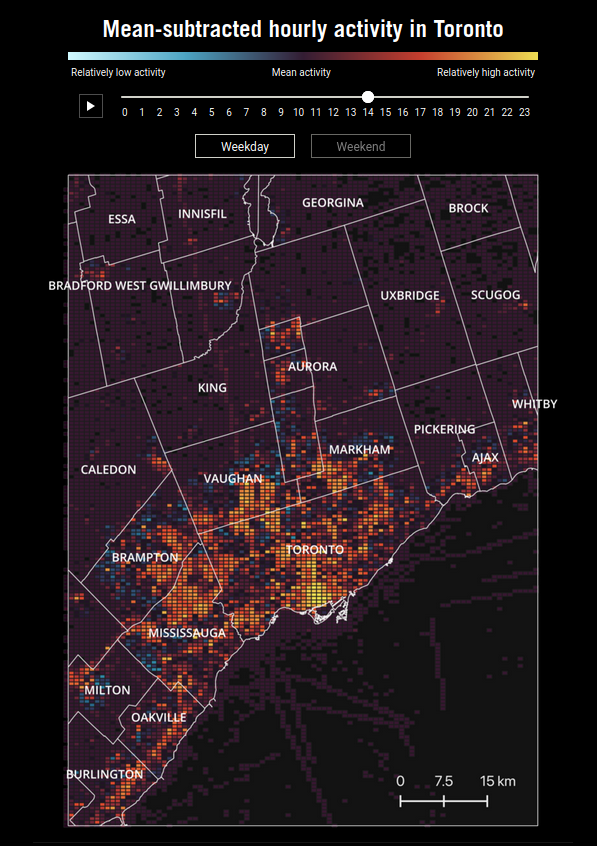 Mean-subtracted hourly activity in Toronto
Relatively low activity Mean activity Relatively high activity
0 1 2 3 4 5 6 7 8 9 10 11 12 13 14 15 16 17 18 19 20 21 22 23
Weekday Weekend
GEORGINA
BROCK
ESSA
INNISFIL
BRADFORD WEST GWILLIMBURY
UXBRIDGE
SCUGOG
AURORA
KING
WHITBY
PICKERING
MARKHAM
AJAX
CALEDON
VAUGHAN
TORONTO
BRAMPTON
MISSISSAUGA
MILTON
OAKVILLE
BURLINGTON
0 7.5 15 km